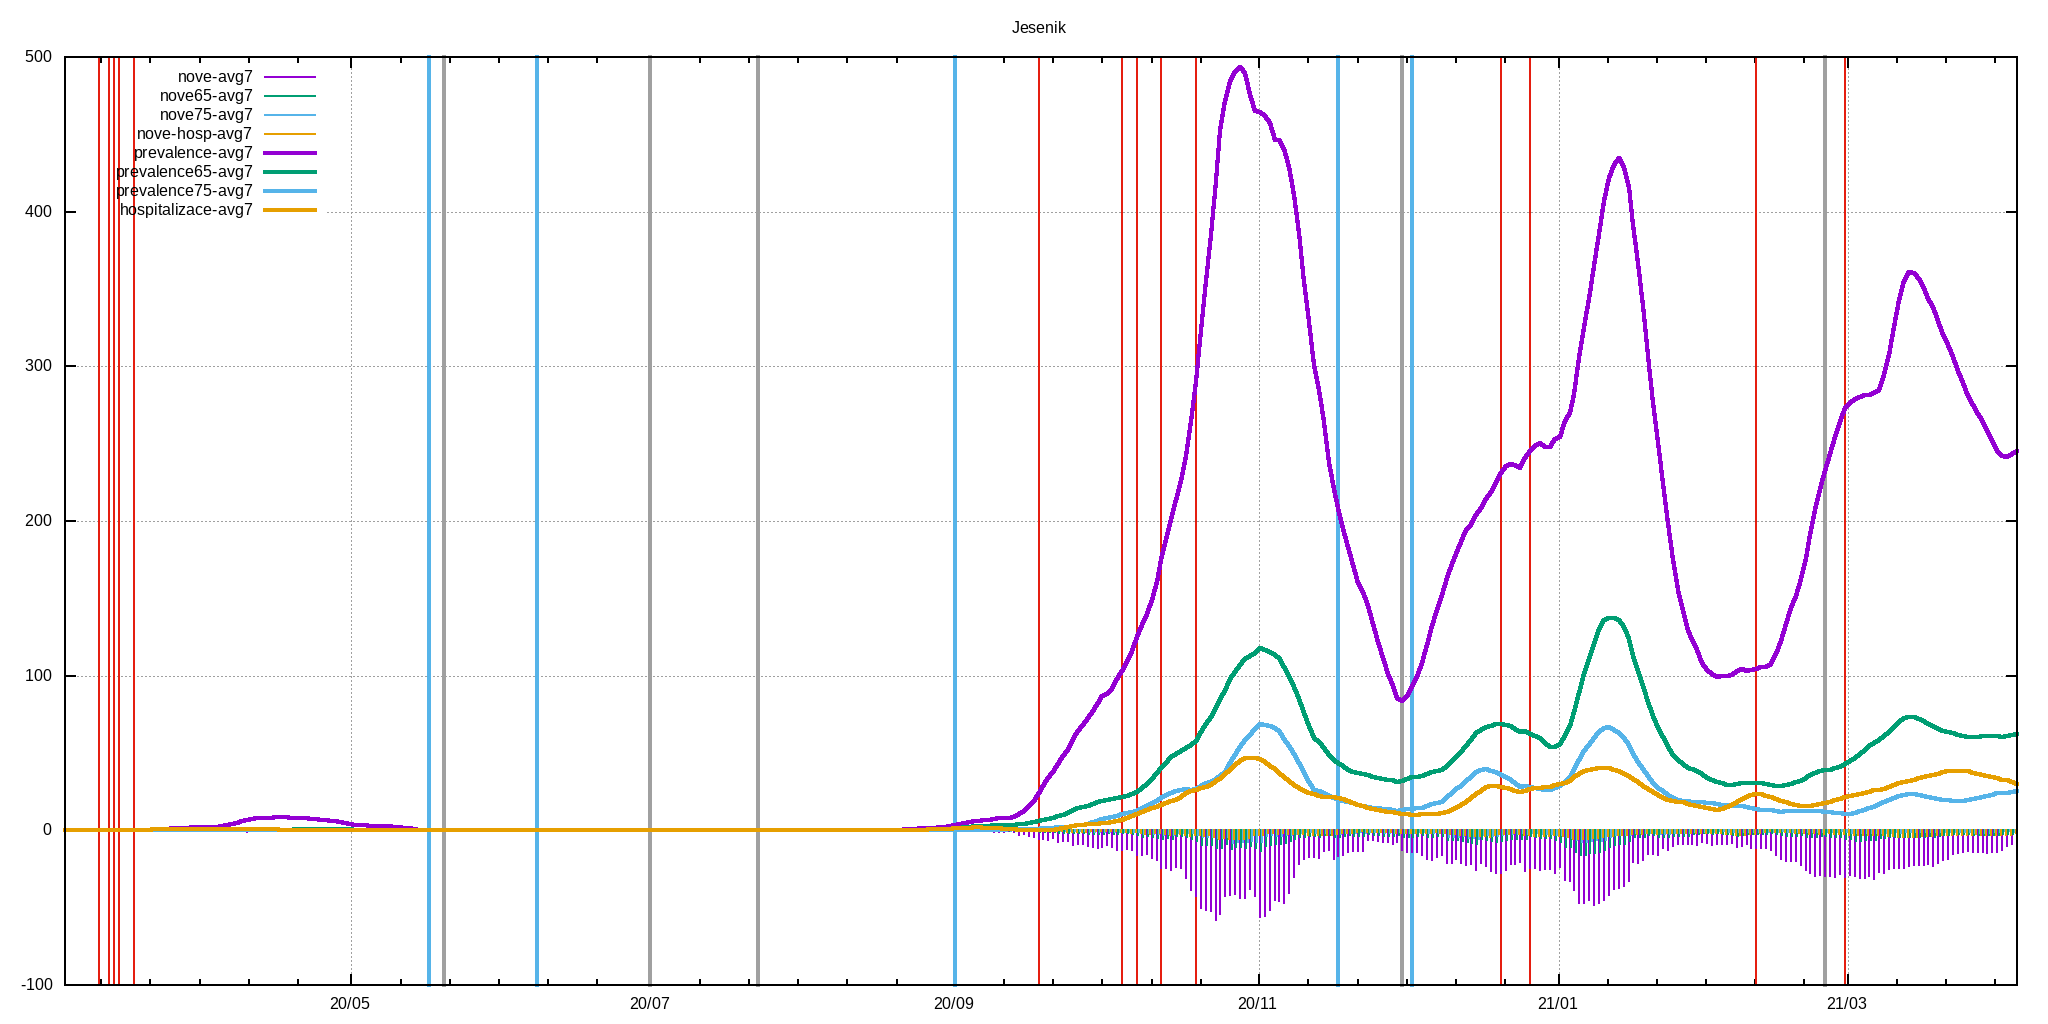 Jesenik
500
nove-avg7
nove65-avg7
nove75-avg7
nove-hosp-avg7
prevalence-avg7
prevalence65-avg7
prevalence75-avg7
hospitalizace-avg7
400
300
200
100
0
-100
20/05 20/07 20/09 20/11 21/01 21/03